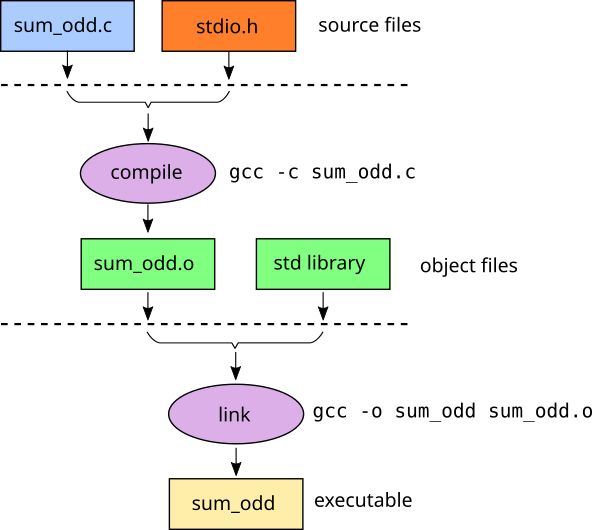 sum_odd.c
stdio.h
source files
compile
gcc -c sum_odd.c
sum_odd.o
std library
object files
link
gcc -o sum_odd sum_odd.o
sum_odd
executable